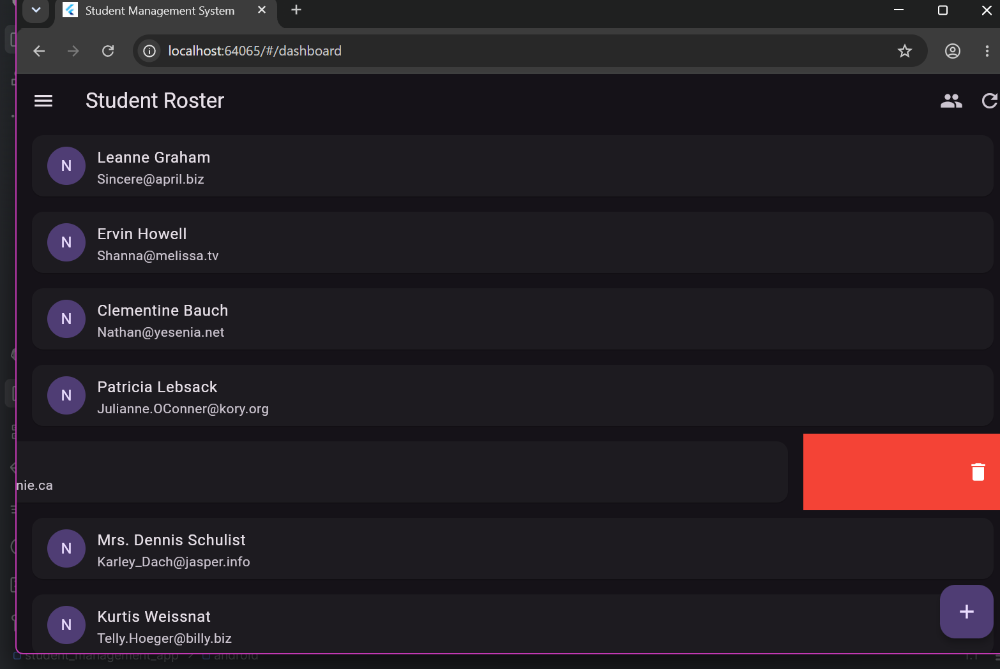 Student Management System
localhost:64065/#/dashboard
Student Roster
N
Leanne Graham
Sincere@april.biz
N
Ervin Howell
Shanna@melissa.tv
N
Clementine Bauch
Nathan@yesenia.net
N
Patricia Lebsack
Julianne.OConner@kory.org
nie.ca
N
Mrs. Dennis Schulist
Karley_Dach@jasper.info
N
Kurtis Weissnat
Telly.Hoeger@billy.biz
student_management_app > android